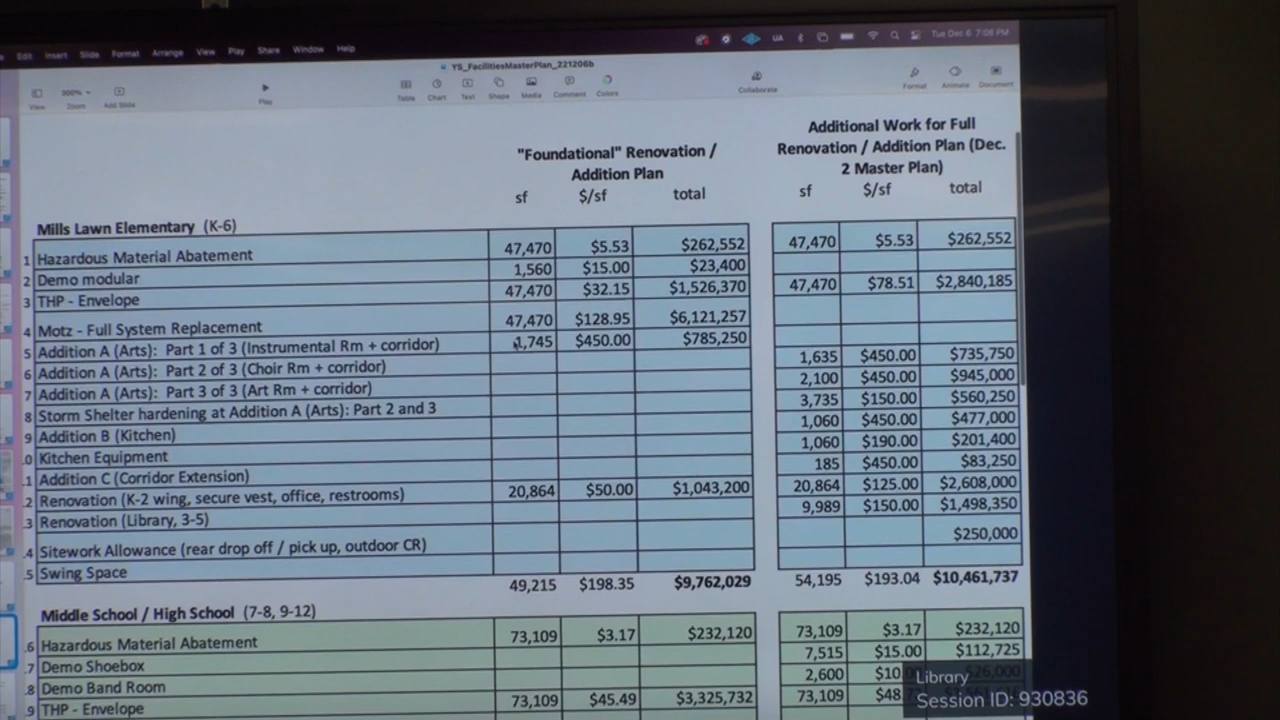 Edit Insert Slide Format Arrange View Play Share Window Help
UA
Tue Dec 6 7:08 PM
YS_FacilitiesMasterPlan_221206b
300%
View Zoom Add Slide Play Table Chart Text Shape Media Comment Colors Collaborate Format Animate Document
"Foundational" Renovation / Addition Plan
Additional Work for Full Renovation / Addition Plan (Dec. 2 Master Plan)
sf $/sf total sf $/sf total
Mills Lawn Elementary (K-6)
1 Hazardous Material Abatement 47,470 $5.53 $262,552 47,470 $5.53 $262,552
2 Demo modular 1,560 $15.00 $23,400
3 THP - Envelope 47,470 $32.15 $1,526,370 47,470 $78.51 $2,840,185
4 Motz - Full System Replacement 47,470 $128.95 $6,121,257
5 Addition A (Arts): Part 1 of 3 (Instrumental Rm + corridor) 1,745 $450.00 $785,250
6 Addition A (Arts): Part 2 of 3 (Choir Rm + corridor) 1,635 $450.00 $735,750
7 Addition A (Arts): Part 3 of 3 (Art Rm + corridor) 2,100 $450.00 $945,000
8 Storm Shelter hardening at Addition A (Arts): Part 2 and 3 3,735 $150.00 $560,250
9 Addition B (Kitchen) 1,060 $450.00 $477,000
.0 Kitchen Equipment 1,060 $190.00 $201,400
.1 Addition C (Corridor Extension) 185 $450.00 $83,250
.2 Renovation (K-2 wing, secure vest, office, restrooms) 20,864 $50.00 $1,043,200 20,864 $125.00 $2,608,000
.3 Renovation (Library, 3-5) 9,989 $150.00 $1,498,350
.4 Sitework Allowance (rear drop off / pick up, outdoor CR) $250,000
.5 Swing Space
49,215 $198.35 $9,762,029 54,195 $193.04 $10,461,737
Middle School / High School (7-8, 9-12)
.6 Hazardous Material Abatement 73,109 $3.17 $232,120 73,109 $3.17 $232,120
.7 Demo Shoebox 7,515 $15.00 $112,725
.8 Demo Band Room 2,600 $10. $26,000
.9 THP - Envelope 73,109 $45.49 $3,325,732 73,109 $48.
Library
Session ID: 930836